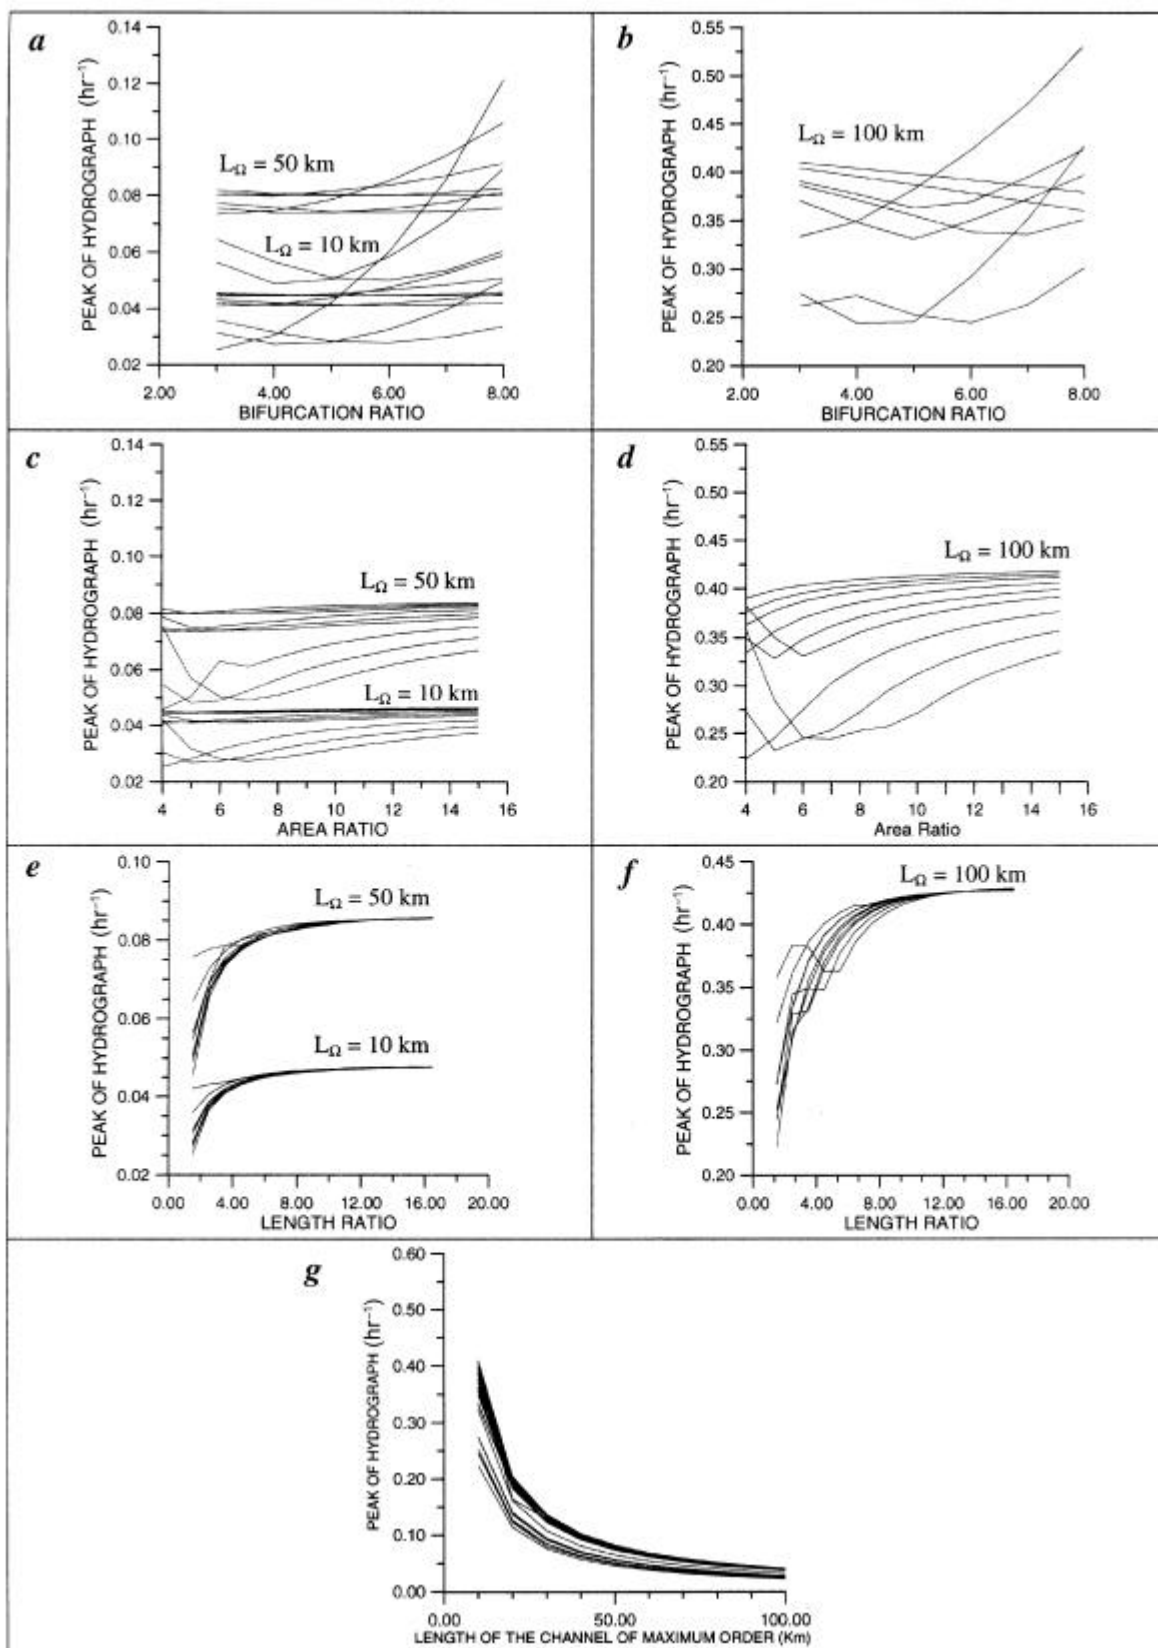 a
0.14
0.12
0.10
0.08
0.06
0.04
0.02
PEAK OF HYDROGRAPH (hr⁻¹)
L_Ω = 50 km
L_Ω = 10 km
2.00 4.00 6.00 8.00
BIFURCATION RATIO
b
0.55
0.50
0.45
0.40
0.35
0.30
0.25
0.20
PEAK OF HYDROGRAPH (hr⁻¹)
L_Ω = 100 km
2.00 4.00 6.00 8.00
BIFURCATION RATIO
c
0.14
0.12
0.10
0.08
0.06
0.04
0.02
PEAK OF HYDROGRAPH (hr⁻¹)
L_Ω = 50 km
L_Ω = 10 km
4 6 8 10 12 14 16
AREA RATIO
d
0.55
0.50
0.45
0.40
0.35
0.30
0.25
0.20
PEAK OF HYDROGRAPH (hr⁻¹)
L_Ω = 100 km
4 6 8 10 12 14 16
Area Ratio
e
0.10
0.08
0.06
0.04
0.02
PEAK OF HYDROGRAPH (hr⁻¹)
L_Ω = 50 km
L_Ω = 10 km
0.00 4.00 8.00 12.00 16.00 20.00
LENGTH RATIO
f
0.45
0.40
0.35
0.30
0.25
0.20
PEAK OF HYDROGRAPH (hr⁻¹)
L_Ω = 100 km
0.00 4.00 8.00 12.00 16.00 20.00
LENGTH RATIO
g
0.60
0.50
0.40
0.30
0.20
0.10
0.00
PEAK OF HYDROGRAPH (hr⁻¹)
0.00 50.00 100.00
LENGTH OF THE CHANNEL OF MAXIMUM ORDER (Km)